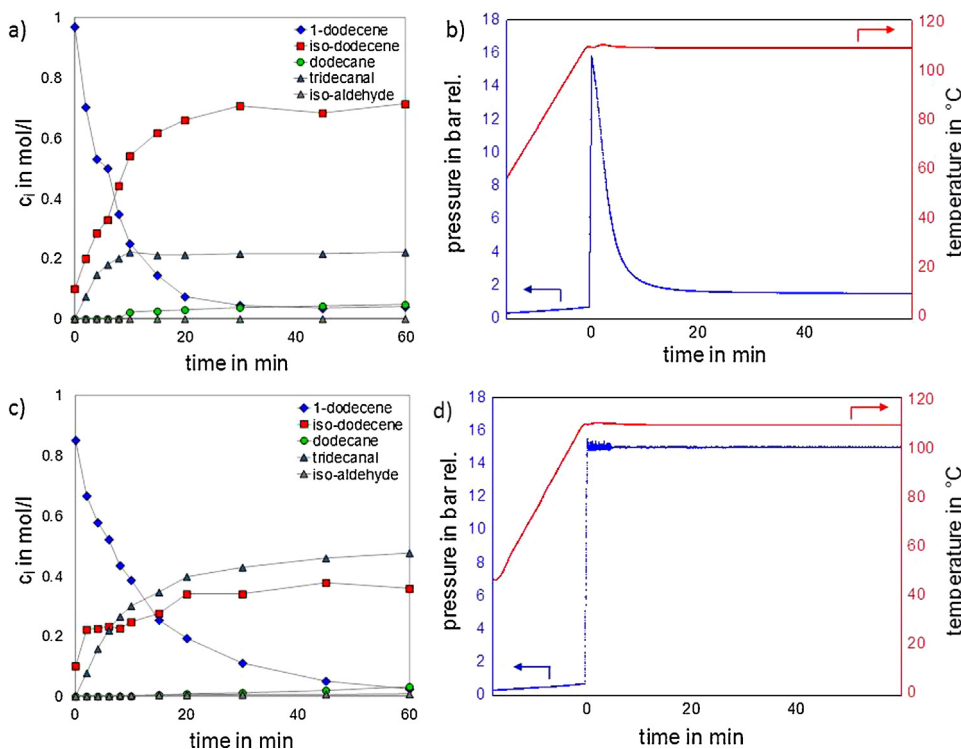 a)
1-dodecene
iso-dodecene
dodecane
tridecanal
iso-aldehyde
1
0.8
0.6
0.4
0.2
0
c_i in mol/l
0 20 40 60
time in min
b)
18
16
14
12
10
8
6
4
2
0
pressure in bar rel.
120
100
80
60
40
20
0
temperature in °C
0 20 40
time in min
c)
1-dodecene
iso-dodecene
dodecane
tridecanal
iso-aldehyde
1
0.8
0.6
0.4
0.2
0
c_i in mol/l
0 20 40 60
time in min
d)
18
16
14
12
10
8
6
4
2
0
pressure in bar rel.
120
100
80
60
40
20
0
temperature in °C
0 20 40
time in min